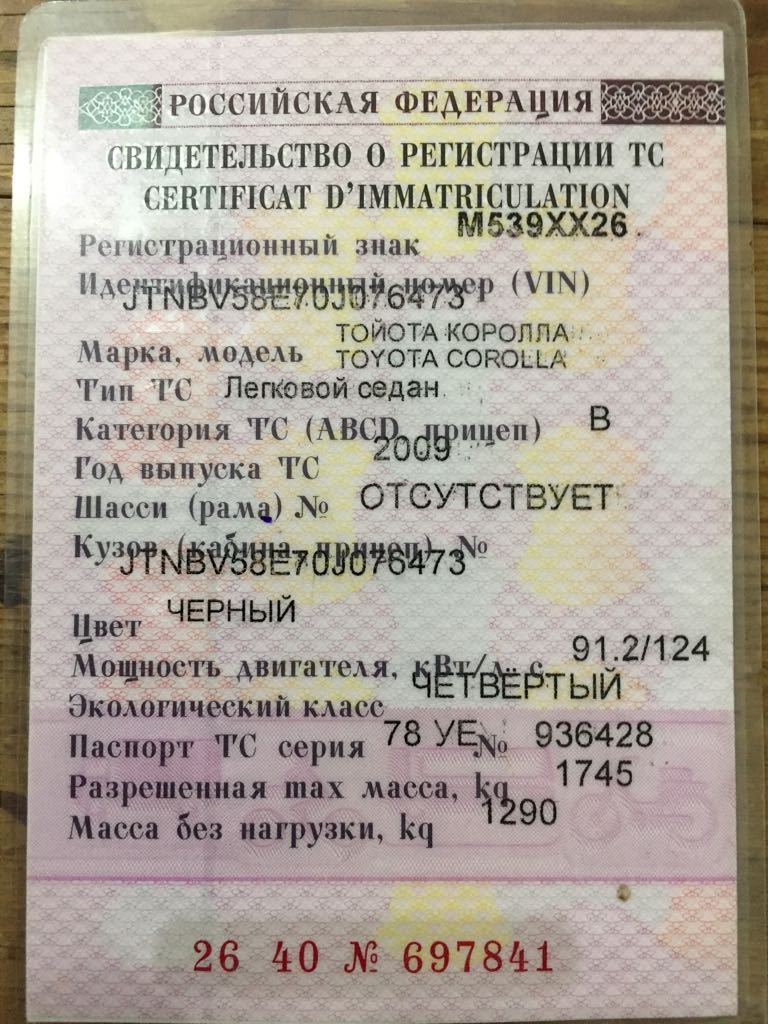 РОССИЙСКАЯ ФЕДЕРАЦИЯ
СВИДЕТЕЛЬСТВО О РЕГИСТРАЦИИ ТС
CERTIFICAT D'IMMATRICULATION
Регистрационный знак М539ХХ26
Идентификационный номер (VIN)
JTNBV58E70J076473
ТОЙОТА КОРОЛЛА
Марка, модель TOYOTA COROLLA
Тип ТС Легковой седан
Категория ТС (ABCD, прицеп) В
Год выпуска ТС 2009
Шасси (рама) № ОТСУТСТВУЕТ
Кузов (кабина, прицеп) №
JTNBV58E70J076473
Цвет ЧЕРНЫЙ
Мощность двигателя, кВт/л. с. 91.2/124
Экологический класс ЧЕТВЕРТЫЙ
Паспорт ТС серия 78 УЕ № 936428
Разрешенная max масса, kg 1745
Масса без нагрузки, kg 1290
26 40 № 697841